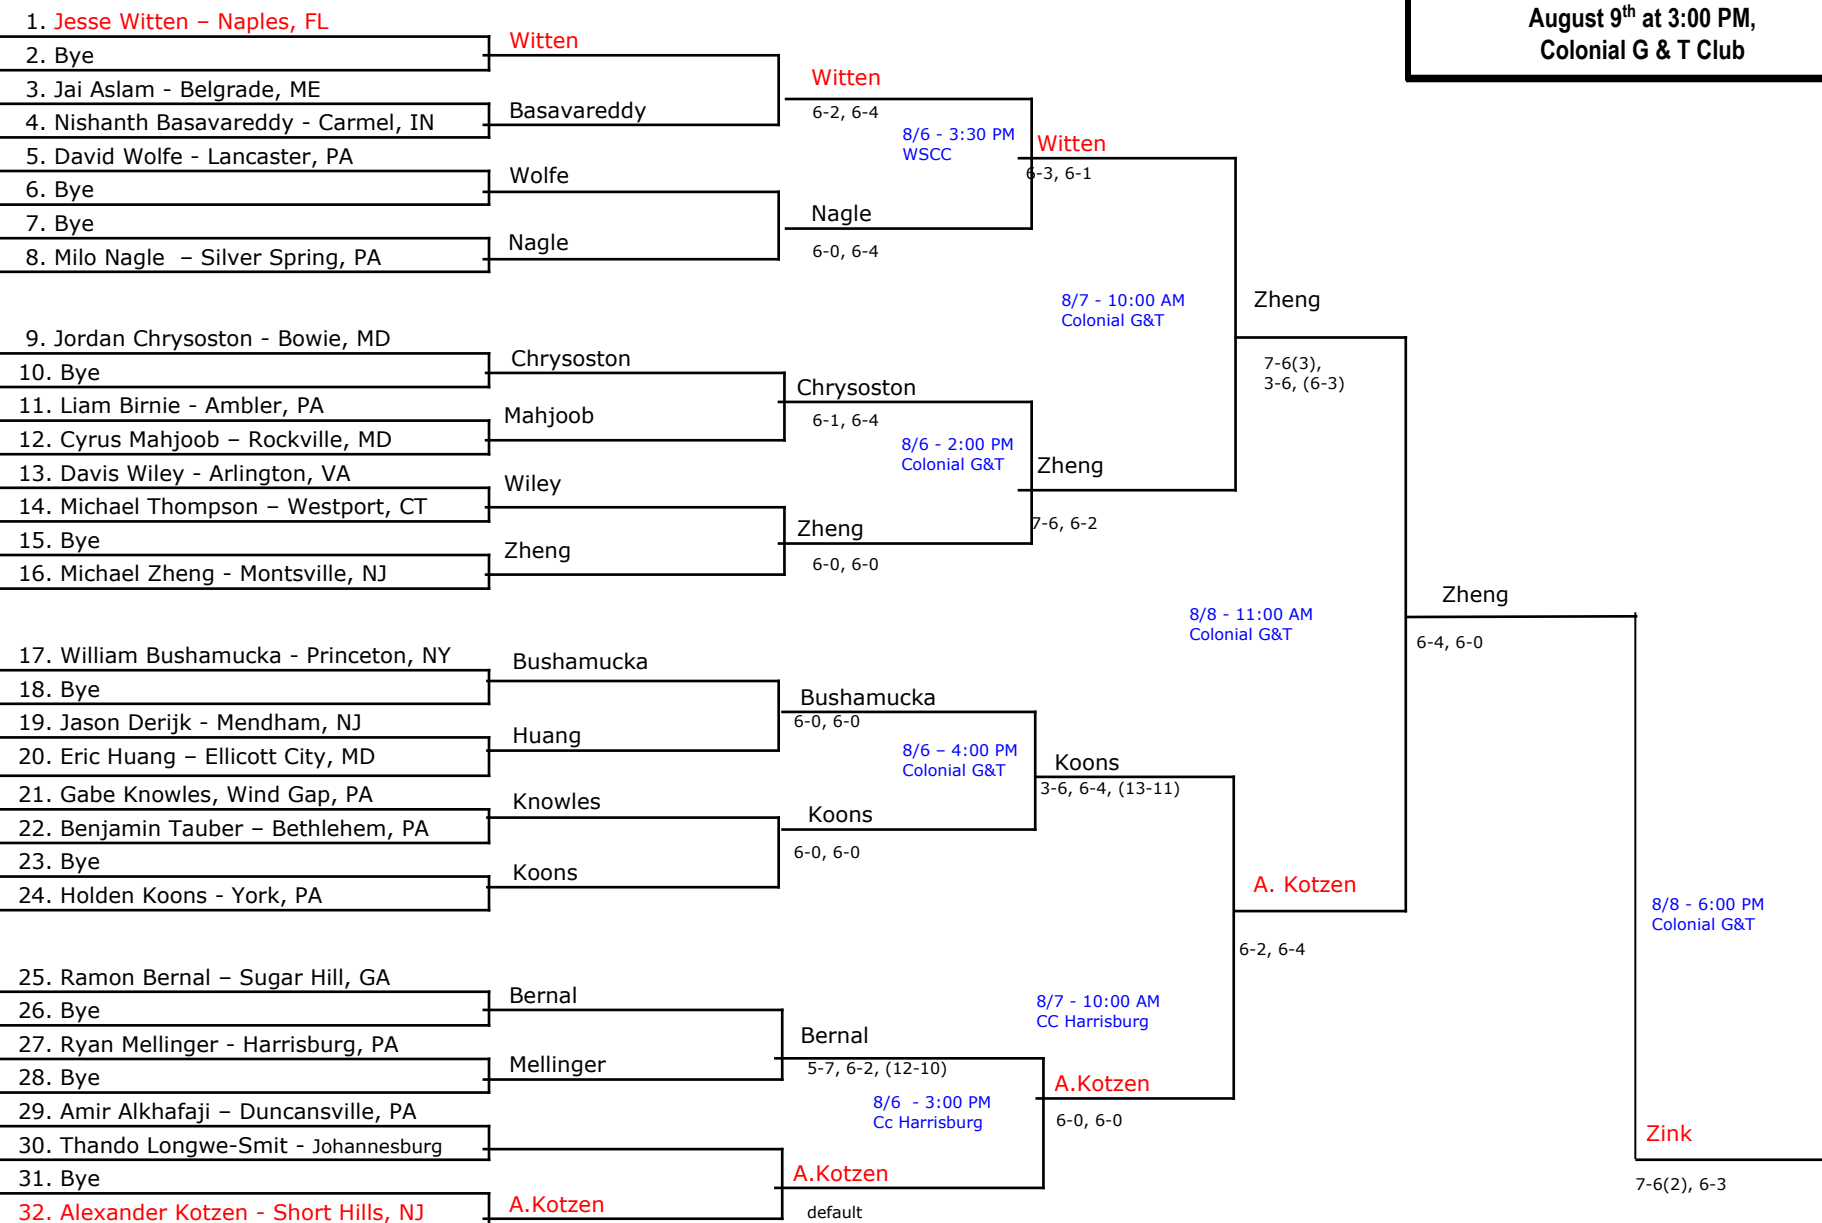 August 9th at 3:00 PM,
Colonial G & T Club
1. Jesse Witten – Naples, FL
2. Bye
3. Jai Aslam - Belgrade, ME
4. Nishanth Basavareddy - Carmel, IN
5. David Wolfe - Lancaster, PA
6. Bye
7. Bye
8. Milo Nagle – Silver Spring, PA
9. Jordan Chrysoston - Bowie, MD
10. Bye
11. Liam Birnie - Ambler, PA
12. Cyrus Mahjoob – Rockville, MD
13. Davis Wiley - Arlington, VA
14. Michael Thompson – Westport, CT
15. Bye
16. Michael Zheng - Montsville, NJ
17. William Bushamucka - Princeton, NY
18. Bye
19. Jason Derijk - Mendham, NJ
20. Eric Huang – Ellicott City, MD
21. Gabe Knowles, Wind Gap, PA
22. Benjamin Tauber – Bethlehem, PA
23. Bye
24. Holden Koons - York, PA
25. Ramon Bernal – Sugar Hill, GA
26. Bye
27. Ryan Mellinger - Harrisburg, PA
28. Bye
29. Amir Alkhafaji – Duncansville, PA
30. Thando Longwe-Smit - Johannesburg
31. Bye
32. Alexander Kotzen - Short Hills, NJ
Witten
Basavareddy
Wolfe
Nagle
Chrysoston
Mahjoob
Wiley
Zheng
Bushamucka
Huang
Knowles
Koons
Bernal
Mellinger
A.Kotzen
Witten
6-2, 6-4
8/6 - 3:30 PM
WSCC
Nagle
6-0, 6-4
Chrysoston
6-1, 6-4
8/6 - 2:00 PM
Colonial G&T
Zheng
6-0, 6-0
Bushamucka
6-0, 6-0
8/6 – 4:00 PM
Colonial G&T
Koons
6-0, 6-0
Bernal
5-7, 6-2, (12-10)
8/6 - 3:00 PM
Cc Harrisburg
A.Kotzen
default
Witten
6-3, 6-1
8/7 - 10:00 AM
Colonial G&T
Zheng
7-6, 6-2
Koons
3-6, 6-4, (13-11)
8/7 - 10:00 AM
CC Harrisburg
A.Kotzen
6-0, 6-0
Zheng
7-6(3),
3-6, (6-3)
8/8 - 11:00 AM
Colonial G&T
A. Kotzen
6-2, 6-4
Zheng
6-4, 6-0
8/8 - 6:00 PM
Colonial G&T
Zink
7-6(2), 6-3